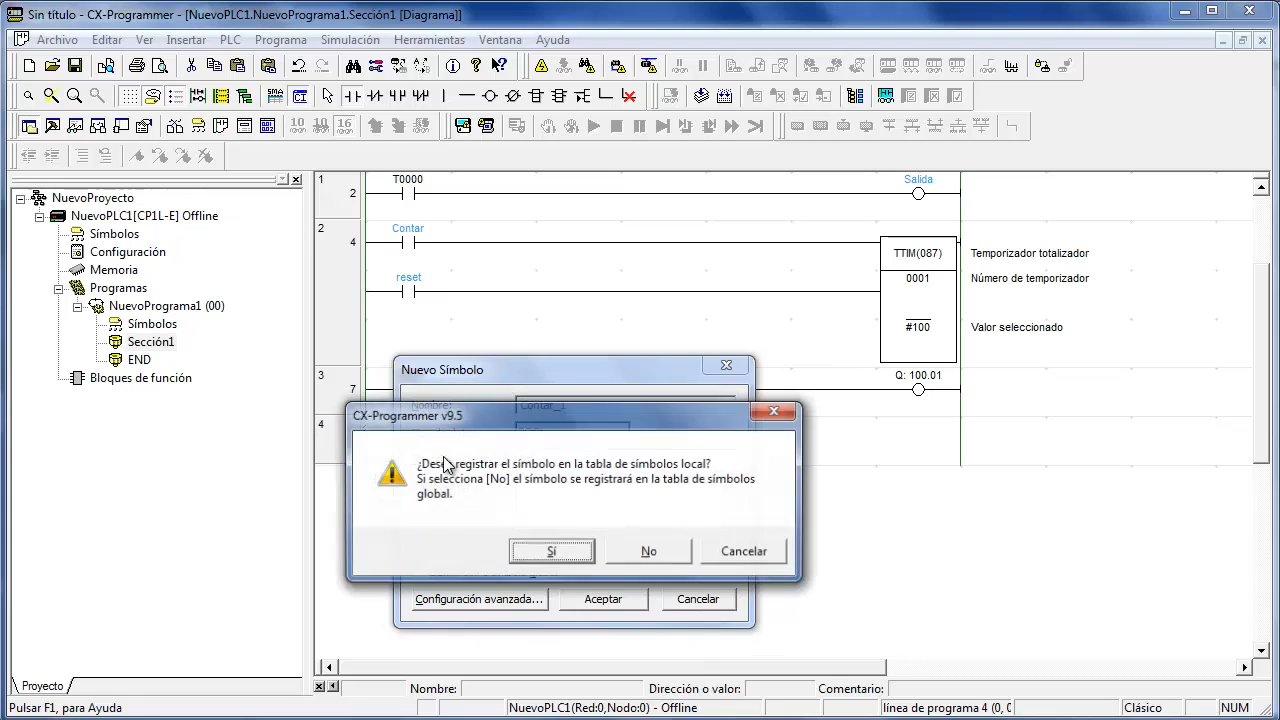 Sin título - CX-Programmer - [NuevoPLC1.NuevoPrograma1.Sección1 [Diagrama]]
Archivo Editar Ver Insertar PLC Programa Simulación Herramientas Ventana Ayuda
10 10 16
NuevoProyecto
NuevoPLC1[CP1L-E] Offline
Símbolos
Configuración
Memoria
Programas
NuevoPrograma1 (00)
Símbolos
Sección1
END
Bloques de función
Proyecto
1
2
T0000
Salida
2
4
Contar
TTIM(087)
Temporizador totalizador
reset
0001
Número de temporizador
#100
Valor seleccionado
3
7
Q: 100.01
4
Nuevo Símbolo
Nombre:
Contar_1
CX-Programmer v9.5
registrar el símbolo en la tabla de símbolos local?
Si selecciona [No] el símbolo se registrará en la tabla de símbolos
global.
Sí No Cancelar
Configuración avanzada... Aceptar Cancelar
Nombre: Dirección o valor: Comentario:
Pulsar F1, para Ayuda
NuevoPLC1(Red:0,Nodo:0) - Offline
línea de programa 4 (0, 0
Clásico
NUM